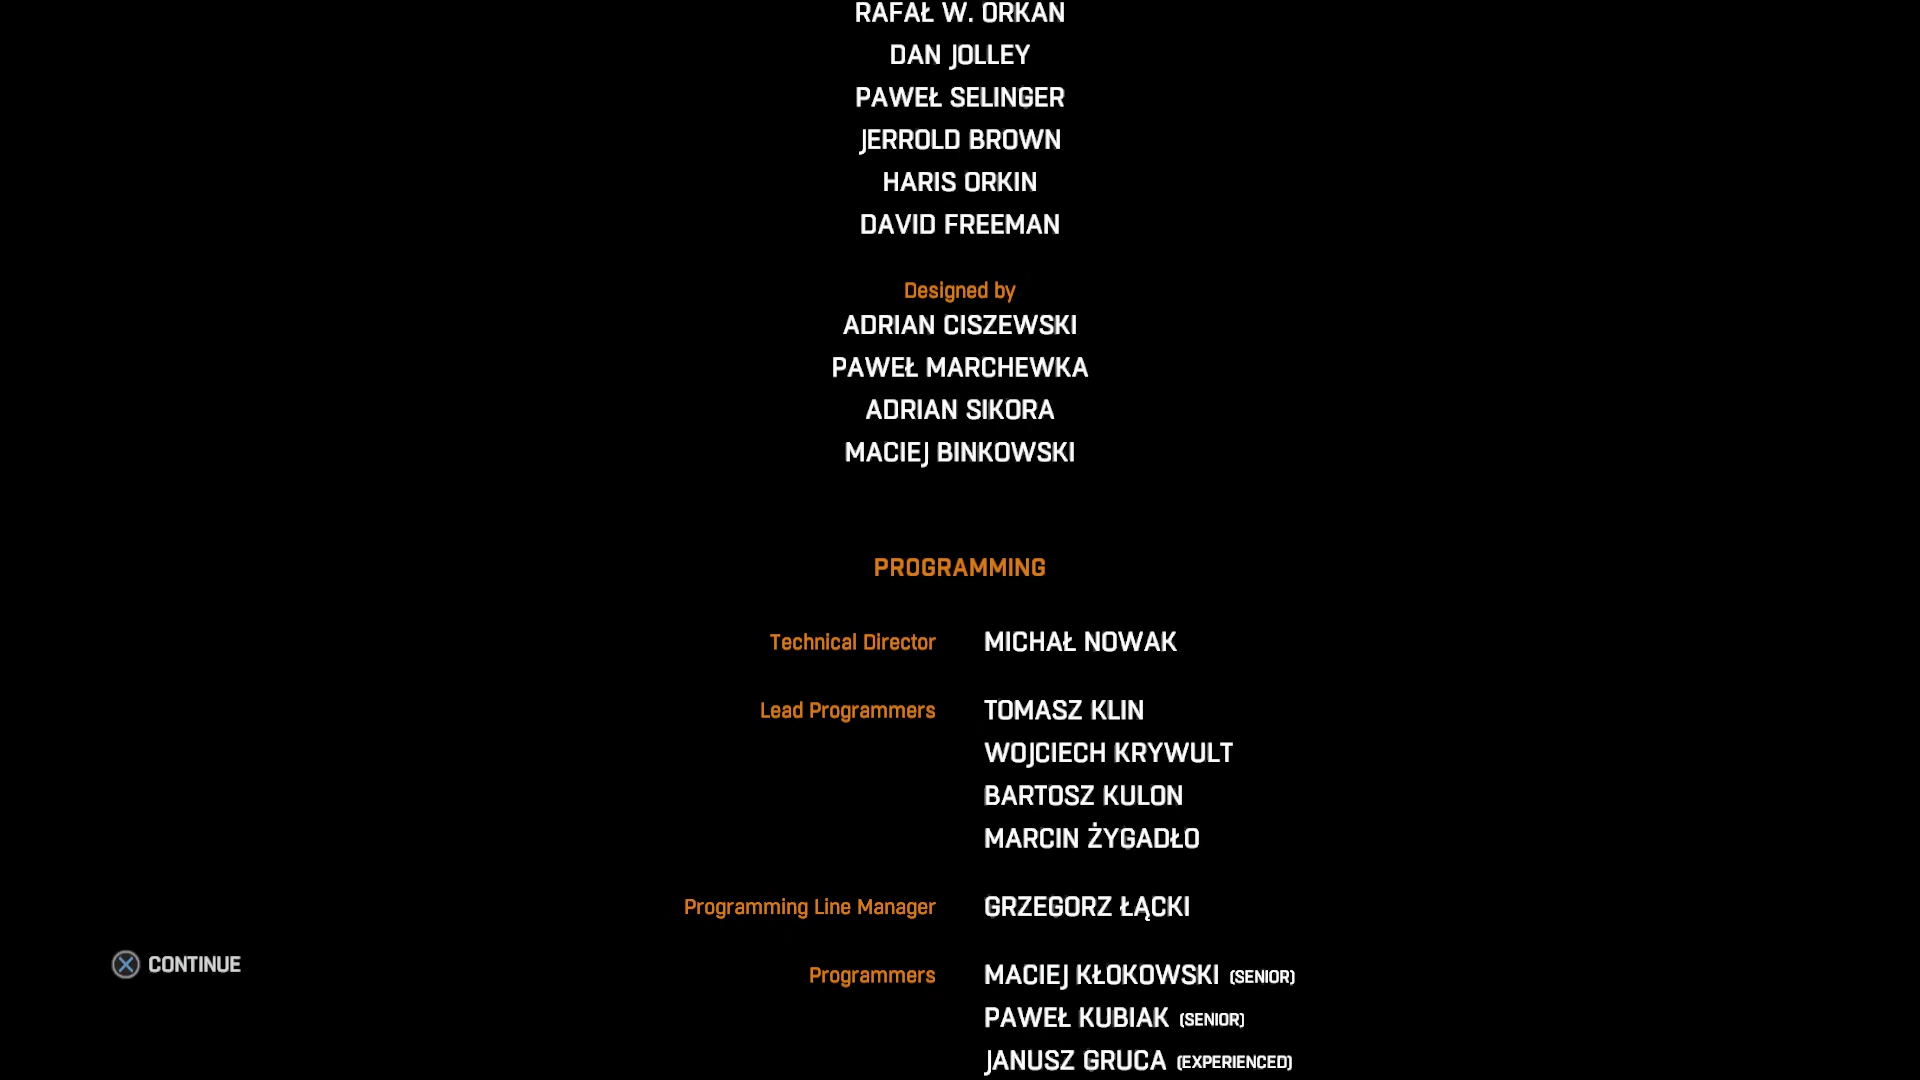 RAFAŁ W. ORKAN
DAN JOLLEY
PAWEŁ SELINGER
JERROLD BROWN
HARIS ORKIN
DAVID FREEMAN
Designed by
ADRIAN CISZEWSKI
PAWEŁ MARCHEWKA
ADRIAN SIKORA
MACIEJ BINKOWSKI
PROGRAMMING
Technical Director MICHAŁ NOWAK
Lead Programmers TOMASZ KLIN
WOJCIECH KRYWULT
BARTOSZ KULON
MARCIN ŻYGADŁO
Programming Line Manager GRZEGORZ ŁĄCKI
CONTINUE
Programmers MACIEJ KŁOKOWSKI (SENIOR)
PAWEŁ KUBIAK (SENIOR)
JANUSZ GRUCA (EXPERIENCED)